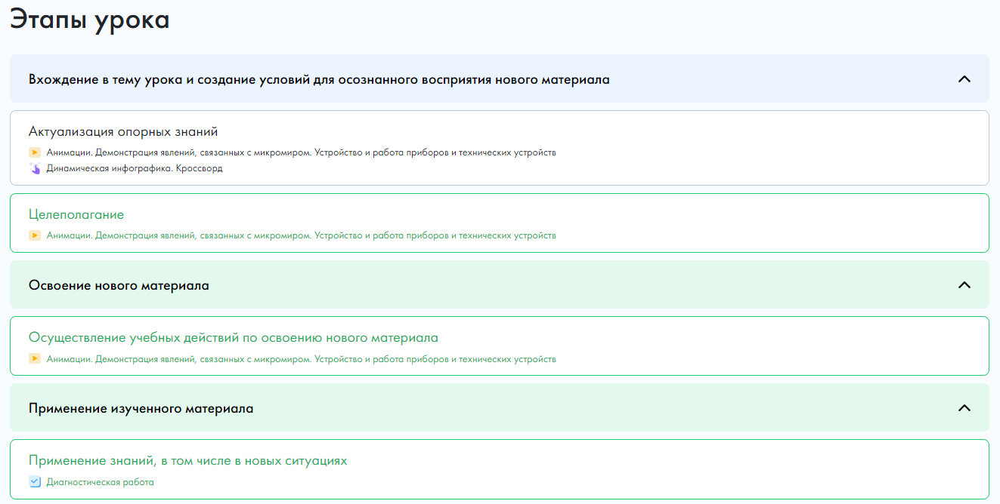 Этапы урока
Вхождение в тему урока и создание условий для осознанного восприятия нового материала
Актуализация опорных знаний
Анимации. Демонстрация явлений, связанных с микромиром. Устройство и работа приборов и технических устройств
Динамическая инфографика. Кроссворд
Целеполагание
Анимации. Демонстрация явлений, связанных с микромиром. Устройство и работа приборов и технических устройств
Освоение нового материала
Осуществление учебных действий по освоению нового материала
Анимации. Демонстрация явлений, связанных с микромиром. Устройство и работа приборов и технических устройств
Применение изученного материала
Применение знаний, в том числе в новых ситуациях
Диагностическая работа